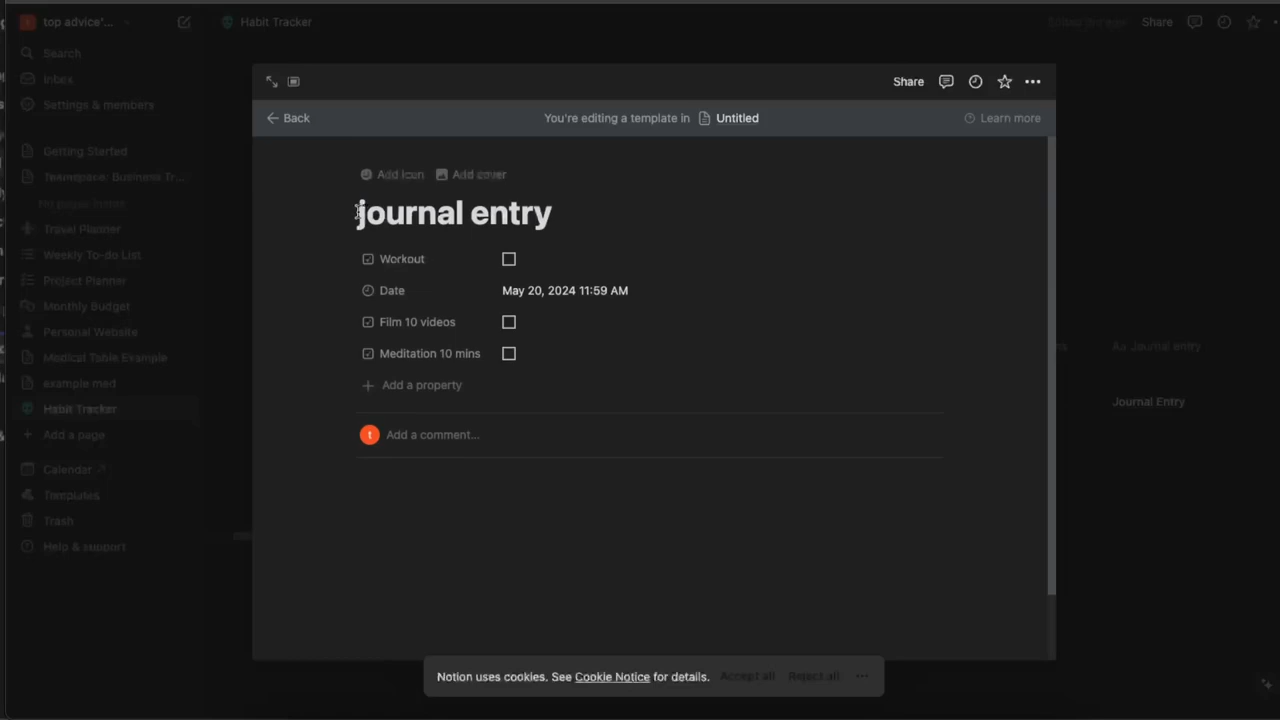 top advice'...
Habit Tracker
Share
Search
Inbox
Settings & members
Getting Started
Teamspace: Business Tr...
No pages inside
Travel Planner
Weekly To-do List
Project Planner
Monthly Budget
Personal Website
Medical Table Example
example med
Habit Tracker
Add a page
Calendar
Templates
Trash
Help & support
Share
Back
You're editing a template in Untitled
Learn more
Add icon Add cover
journal entry
Workout
Date May 20, 2024 11:59 AM
Film 10 videos
Meditation 10 mins
Add a property
t Add a comment...
Aa Journal entry
Journal Entry
Notion uses cookies. See Cookie Notice for details. Accept all Reject all